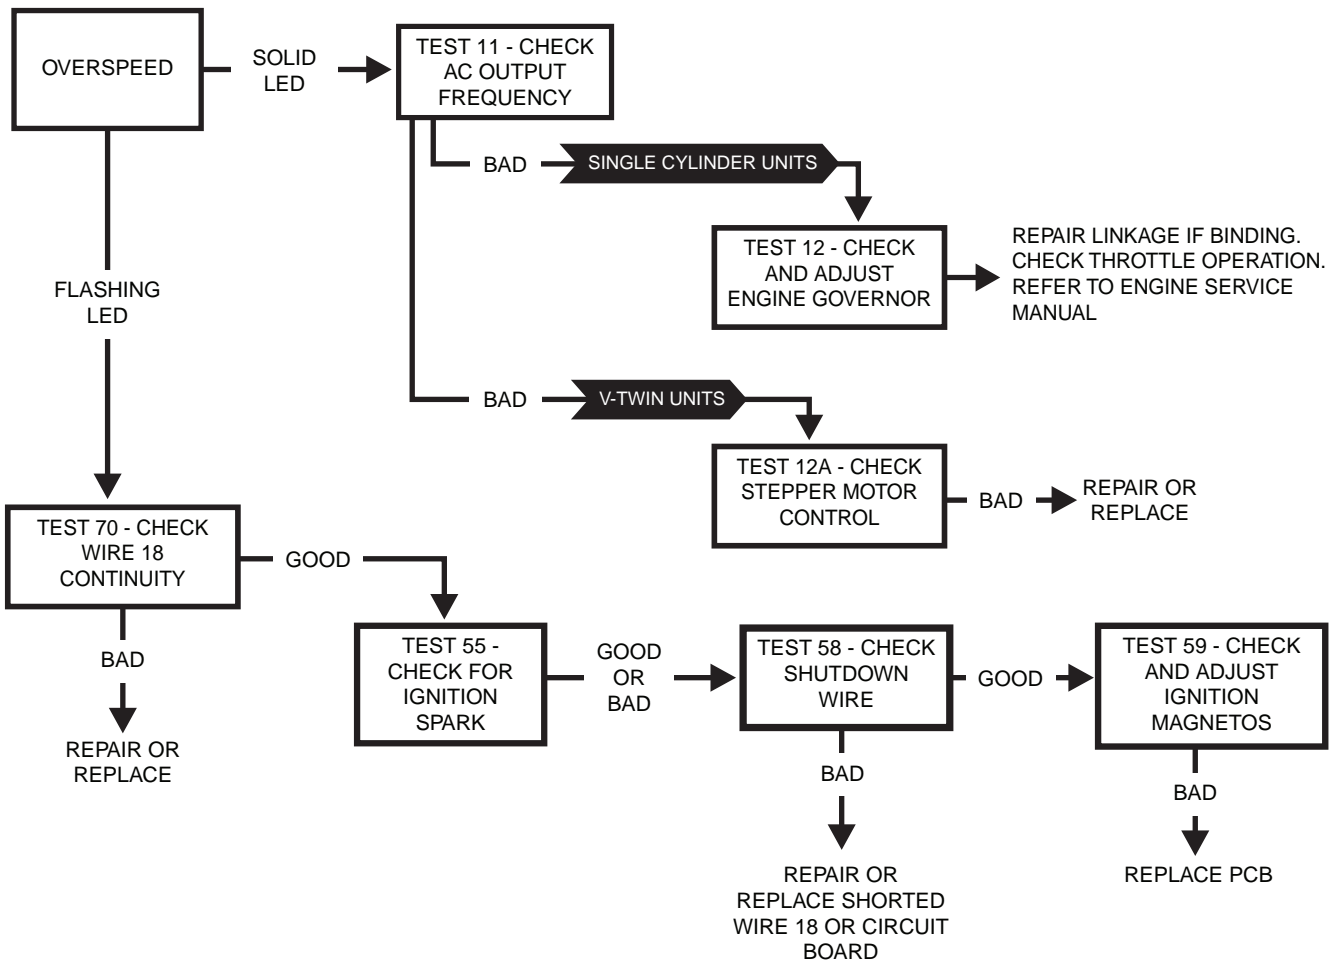 OVERSPEED
SOLID
LED
TEST 11 - CHECK
AC OUTPUT
FREQUENCY
BAD
SINGLE CYLINDER UNITS
TEST 12 - CHECK
AND ADJUST
ENGINE GOVERNOR
REPAIR LINKAGE IF BINDING.
CHECK THROTTLE OPERATION.
REFER TO ENGINE SERVICE
MANUAL
FLASHING
LED
BAD
V-TWIN UNITS
TEST 12A - CHECK
STEPPER MOTOR
CONTROL
BAD
REPAIR OR
REPLACE
TEST 70 - CHECK
WIRE 18
CONTINUITY
GOOD
BAD
REPAIR OR
REPLACE
TEST 55 -
CHECK FOR
IGNITION
SPARK
GOOD
OR
BAD
TEST 58 - CHECK
SHUTDOWN
WIRE
GOOD
TEST 59 - CHECK
AND ADJUST
IGNITION
MAGNETOS
BAD
REPAIR OR
REPLACE SHORTED
WIRE 18 OR CIRCUIT
BOARD
BAD
REPLACE PCB